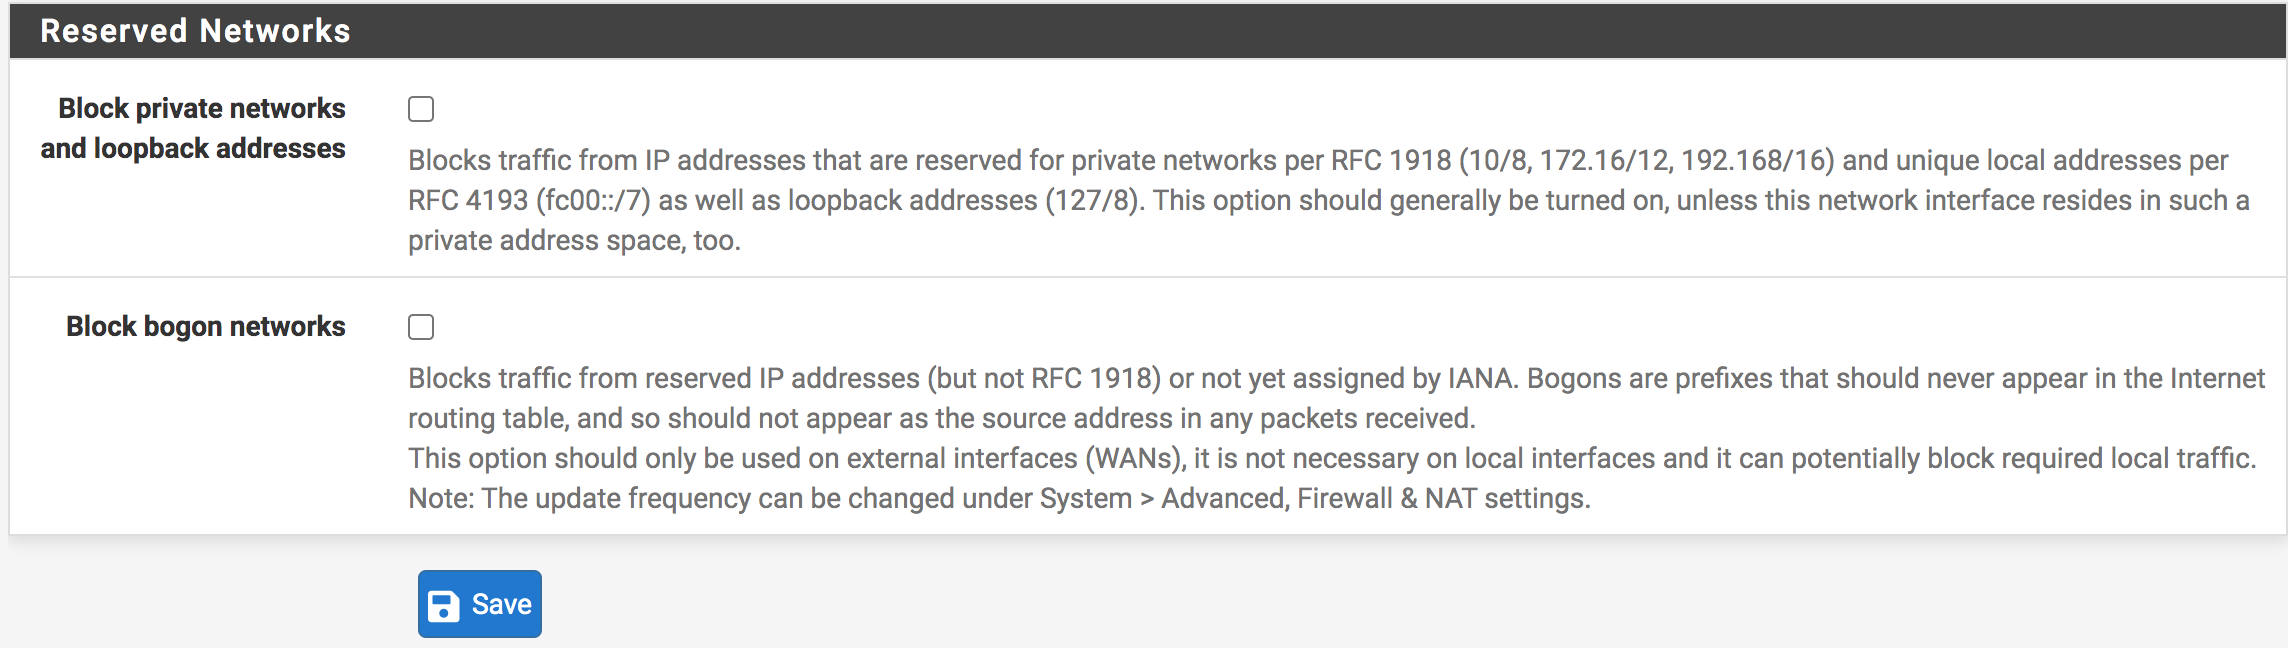 Reserved Networks
Block private networks
and loopback addresses
Blocks traffic from IP addresses that are reserved for private networks per RFC 1918 (10/8, 172.16/12, 192.168/16) and unique local addresses per
RFC 4193 (fc00::/7) as well as loopback addresses (127/8). This option should generally be turned on, unless this network interface resides in such a
private address space, too.
Block bogon networks
Blocks traffic from reserved IP addresses (but not RFC 1918) or not yet assigned by IANA. Bogons are prefixes that should never appear in the Internet
routing table, and so should not appear as the source address in any packets received.
This option should only be used on external interfaces (WANs), it is not necessary on local interfaces and it can potentially block required local traffic.
Note: The update frequency can be changed under System > Advanced, Firewall & NAT settings.
Save